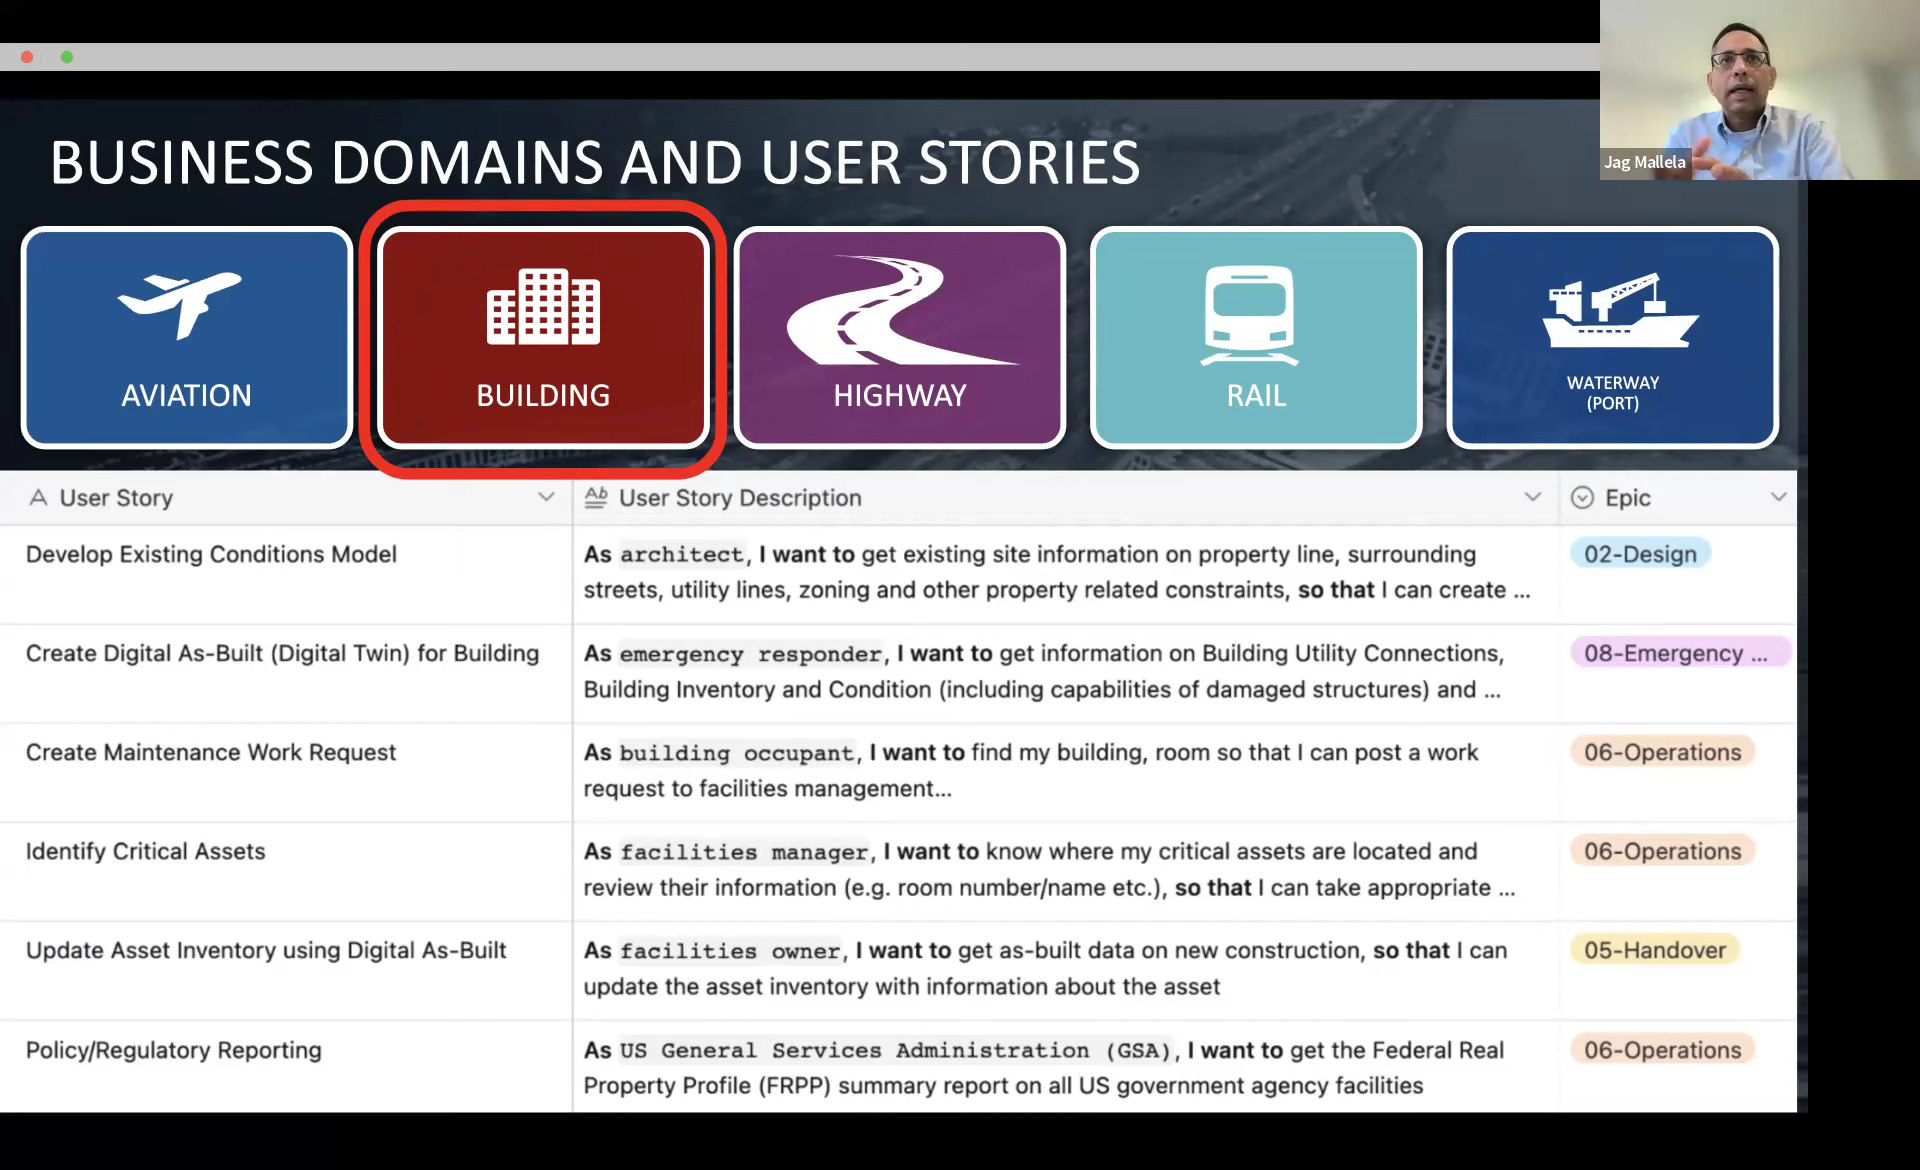 Jag Mallela
BUSINESS DOMAINS AND USER STORIES
AVIATION
BUILDING
HIGHWAY
RAIL
WATERWAY
(PORT)
User Story
User Story Description
Epic
Develop Existing Conditions Model
As architect, I want to get existing site information on property line, surrounding
streets, utility lines, zoning and other property related constraints, so that I can create ...
02-Design
Create Digital As-Built (Digital Twin) for Building
As emergency responder, I want to get information on Building Utility Connections,
Building Inventory and Condition (including capabilities of damaged structures) and ...
08-Emergency ...
Create Maintenance Work Request
As building occupant, I want to find my building, room so that I can post a work
request to facilities management...
06-Operations
Identify Critical Assets
As facilities manager, I want to know where my critical assets are located and
review their information (e.g. room number/name etc.), so that I can take appropriate ...
06-Operations
Update Asset Inventory using Digital As-Built
As facilities owner, I want to get as-built data on new construction, so that I can
update the asset inventory with information about the asset
05-Handover
Policy/Regulatory Reporting
As US General Services Administration (GSA), I want to get the Federal Real
Property Profile (FRPP) summary report on all US government agency facilities
06-Operations